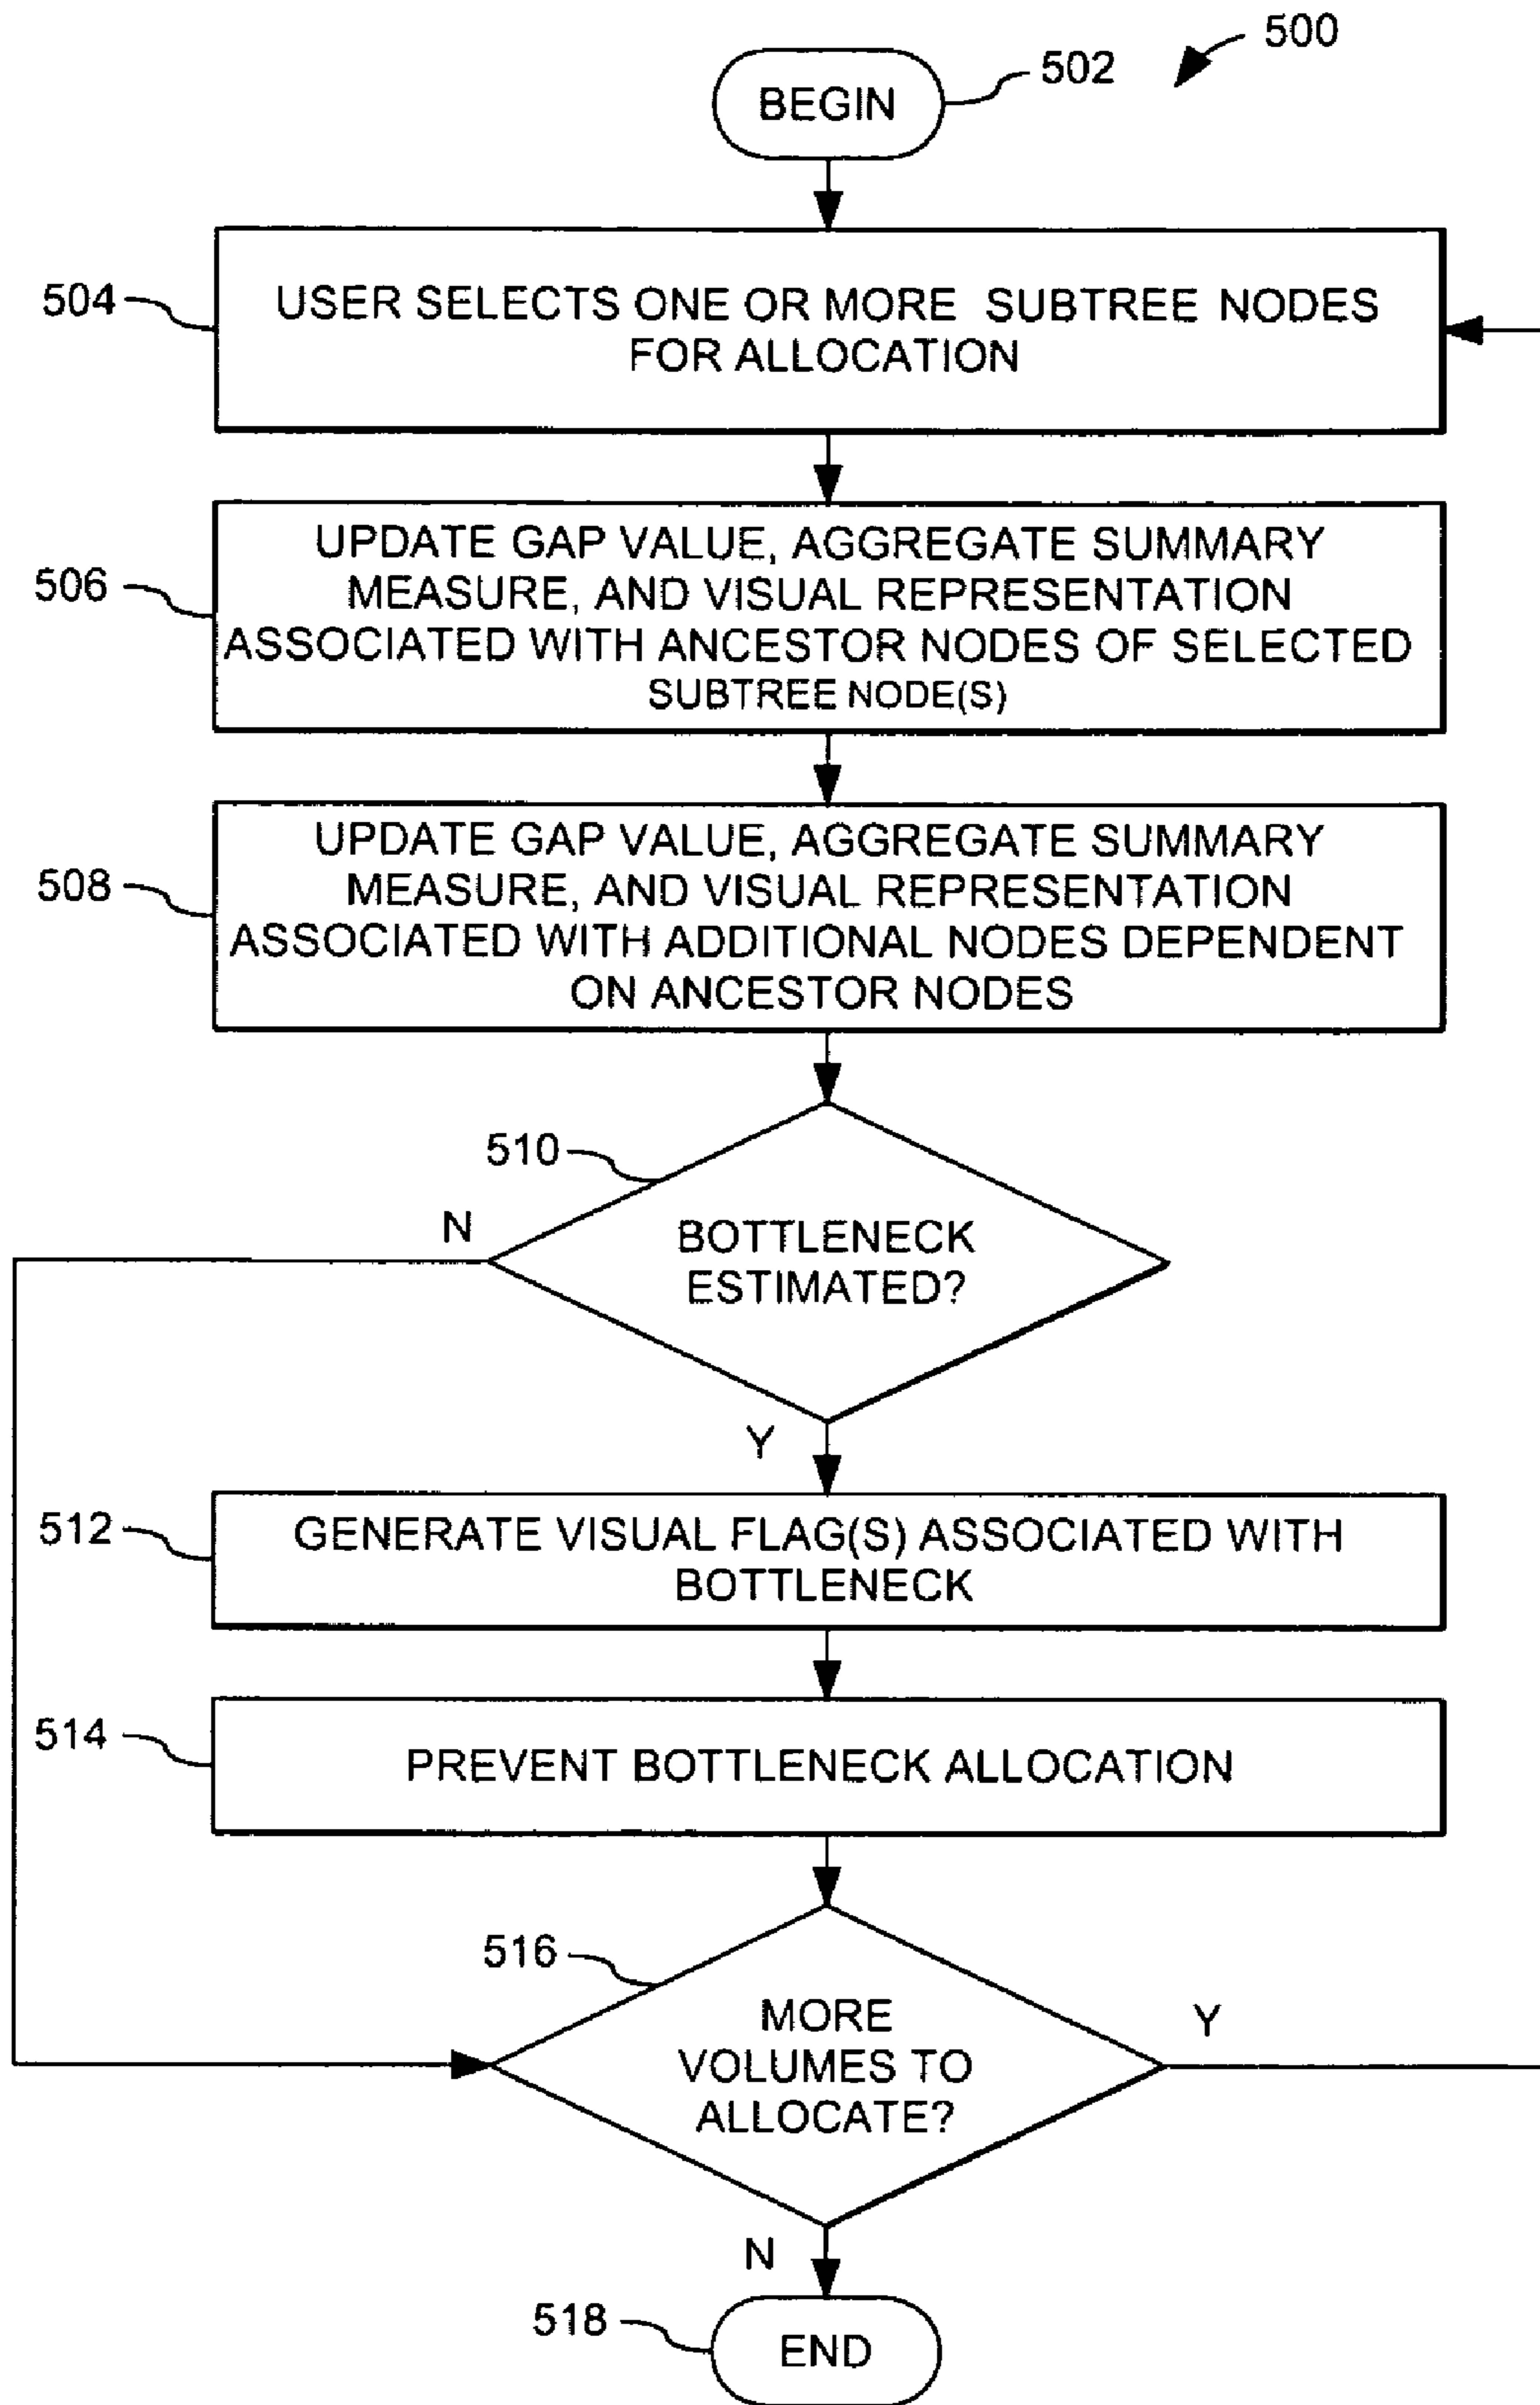 500
502
BEGIN
504
USER SELECTS ONE OR MORE SUBTREE NODES
FOR ALLOCATION
506
UPDATE GAP VALUE, AGGREGATE SUMMARY
MEASURE, AND VISUAL REPRESENTATION
ASSOCIATED WITH ANCESTOR NODES OF SELECTED
SUBTREE NODE(S)
508
UPDATE GAP VALUE, AGGREGATE SUMMARY
MEASURE, AND VISUAL REPRESENTATION
ASSOCIATED WITH ADDITIONAL NODES DEPENDENT
ON ANCESTOR NODES
510
N
BOTTLENECK
ESTIMATED?
Y
512
GENERATE VISUAL FLAG(S) ASSOCIATED WITH
BOTTLENECK
514
PREVENT BOTTLENECK ALLOCATION
516
MORE
VOLUMES TO
ALLOCATE?
Y
N
518
END